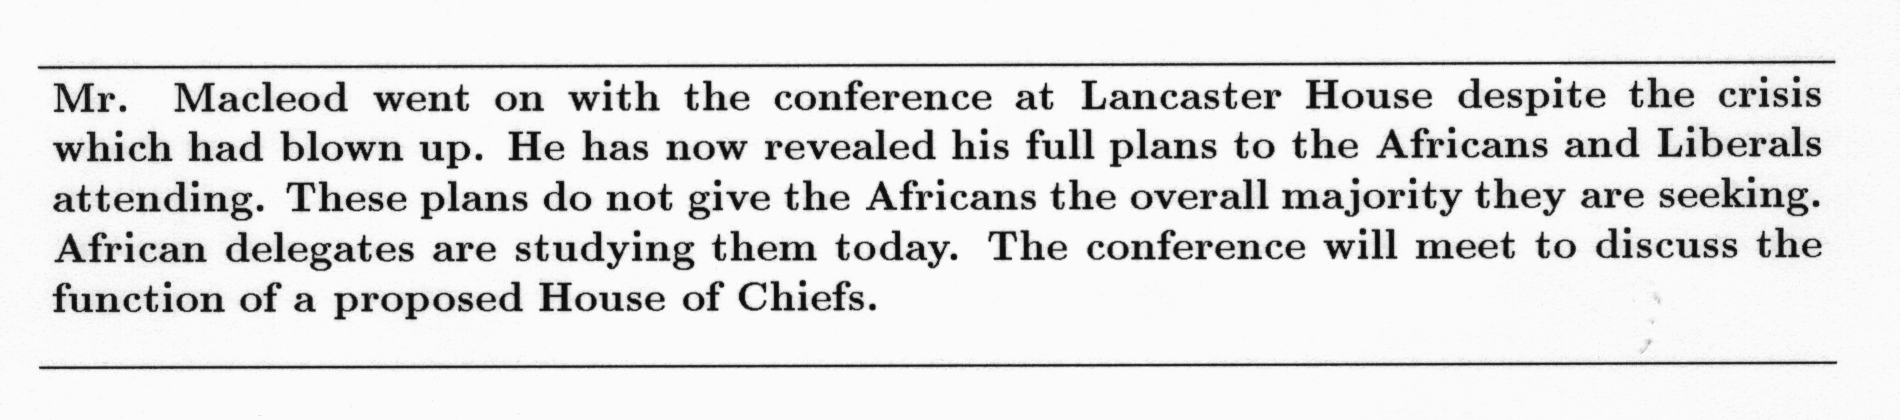 Mr. Macleod went on with the conference at Lancaster House despite the crisis
which had blown up. He has now revealed his full plans to the Africans and Liberals
attending. These plans do not give the Africans the overall majority they are seeking.
African delegates are studying them today. The conference will meet to discuss the
function of a proposed House of Chiefs.